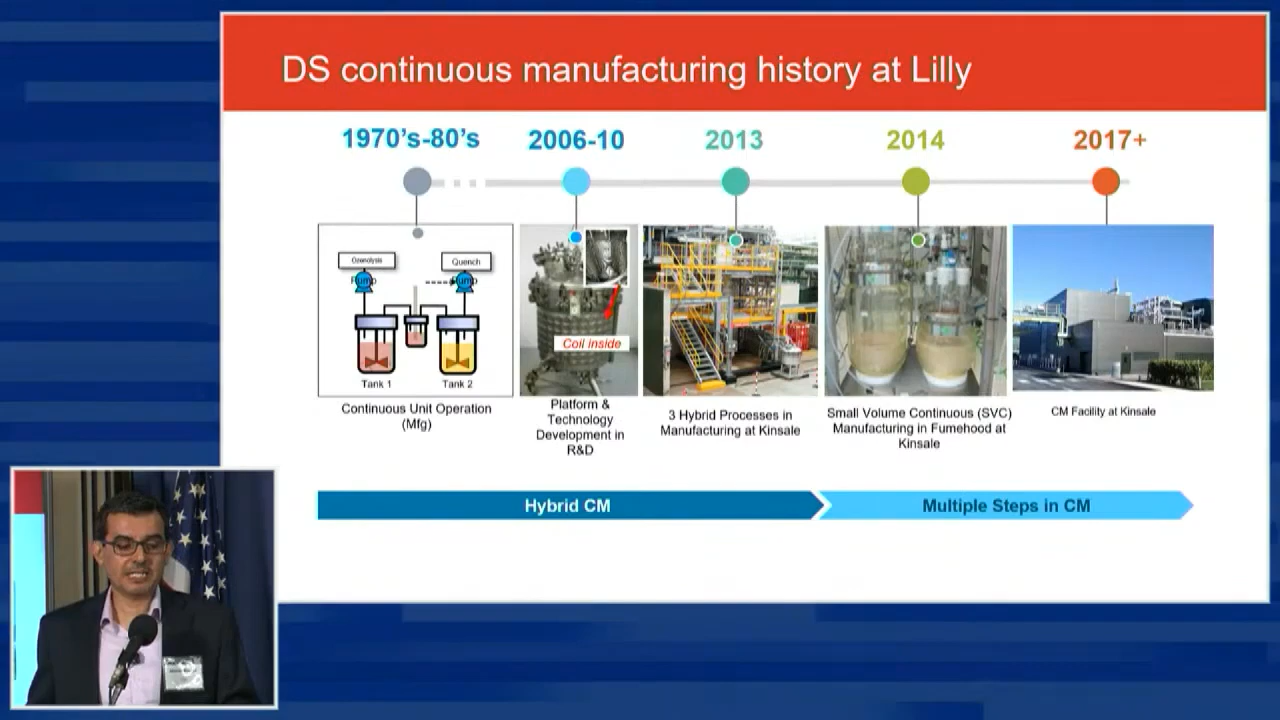 DS continuous manufacturing history at Lilly
1970's-80's
2006-10
2013
2014
2017+
Ozonolysis
Quench
Pump
Pump
Tank 1
Tank 2
Coil inside
Continuous Unit Operation
(Mfg)
Platform &
Technology
Development in
R&D
3 Hybrid Processes in
Manufacturing at Kinsale
Small Volume Continuous (SVC)
Manufacturing in Fumehood at
Kinsale
CM Facility at Kinsale
Hybrid CM
Multiple Steps in CM